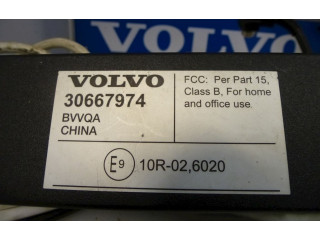 VOLVO
VOLVO
30667974
BVVQA
CHINA
FCC: Per Part 15,
Class B, For home
and office use.
E9 10R-02,6020